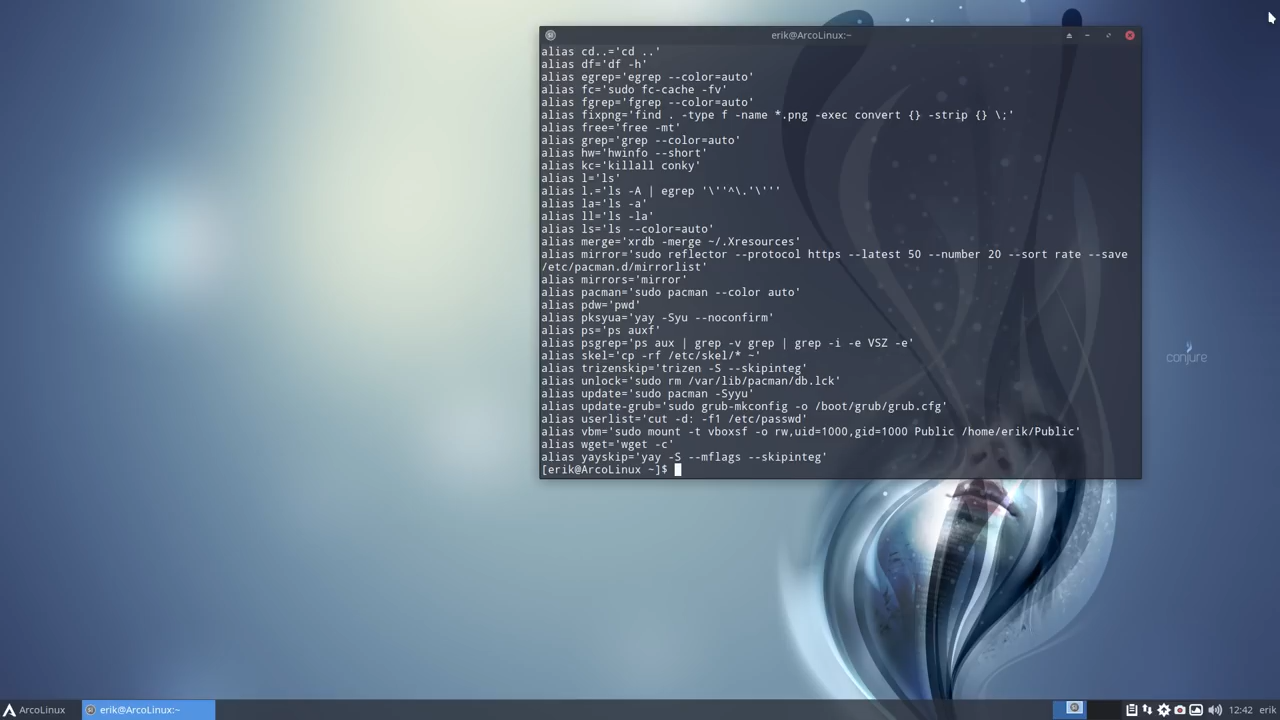 erik@ArcoLinux:~
alias cd..='cd ..'
alias df='df -h'
alias egrep='egrep --color=auto'
alias fc='sudo fc-cache -fv'
alias fgrep='fgrep --color=auto'
alias fixpng='find . -type f -name *.png -exec convert {} -strip {} \;'
alias free='free -mt'
alias grep='grep --color=auto'
alias hw='hwinfo --short'
alias kc='killall conky'
alias l='ls'
alias l.='ls -A | egrep '\''^\.'\'''
alias la='ls -a'
alias ll='ls -la'
alias ls='ls --color=auto'
alias merge='xrdb -merge ~/.Xresources'
alias mirror='sudo reflector --protocol https --latest 50 --number 20 --sort rate --save
/etc/pacman.d/mirrorlist'
alias mirrors='mirror'
alias pacman='sudo pacman --color auto'
alias pdw='pwd'
alias pksyua='yay -Syu --noconfirm'
alias ps='ps auxf'
alias psgrep='ps aux | grep -v grep | grep -i -e VSZ -e'
alias skel='cp -rf /etc/skel/* ~'
alias trizenskip='trizen -S --skipinteg'
alias unlock='sudo rm /var/lib/pacman/db.lck'
alias update='sudo pacman -Syyu'
alias update-grub='sudo grub-mkconfig -o /boot/grub/grub.cfg'
alias userlist='cut -d: -f1 /etc/passwd'
alias vbm='sudo mount -t vboxsf -o rw,uid=1000,gid=1000 Public /home/erik/Public'
alias wget='wget -c'
alias yayskip='yay -S --mflags --skipinteg'
[erik@ArcoLinux ~]$
conjure
ArcoLinux
erik@ArcoLinux:~
12:42
erik